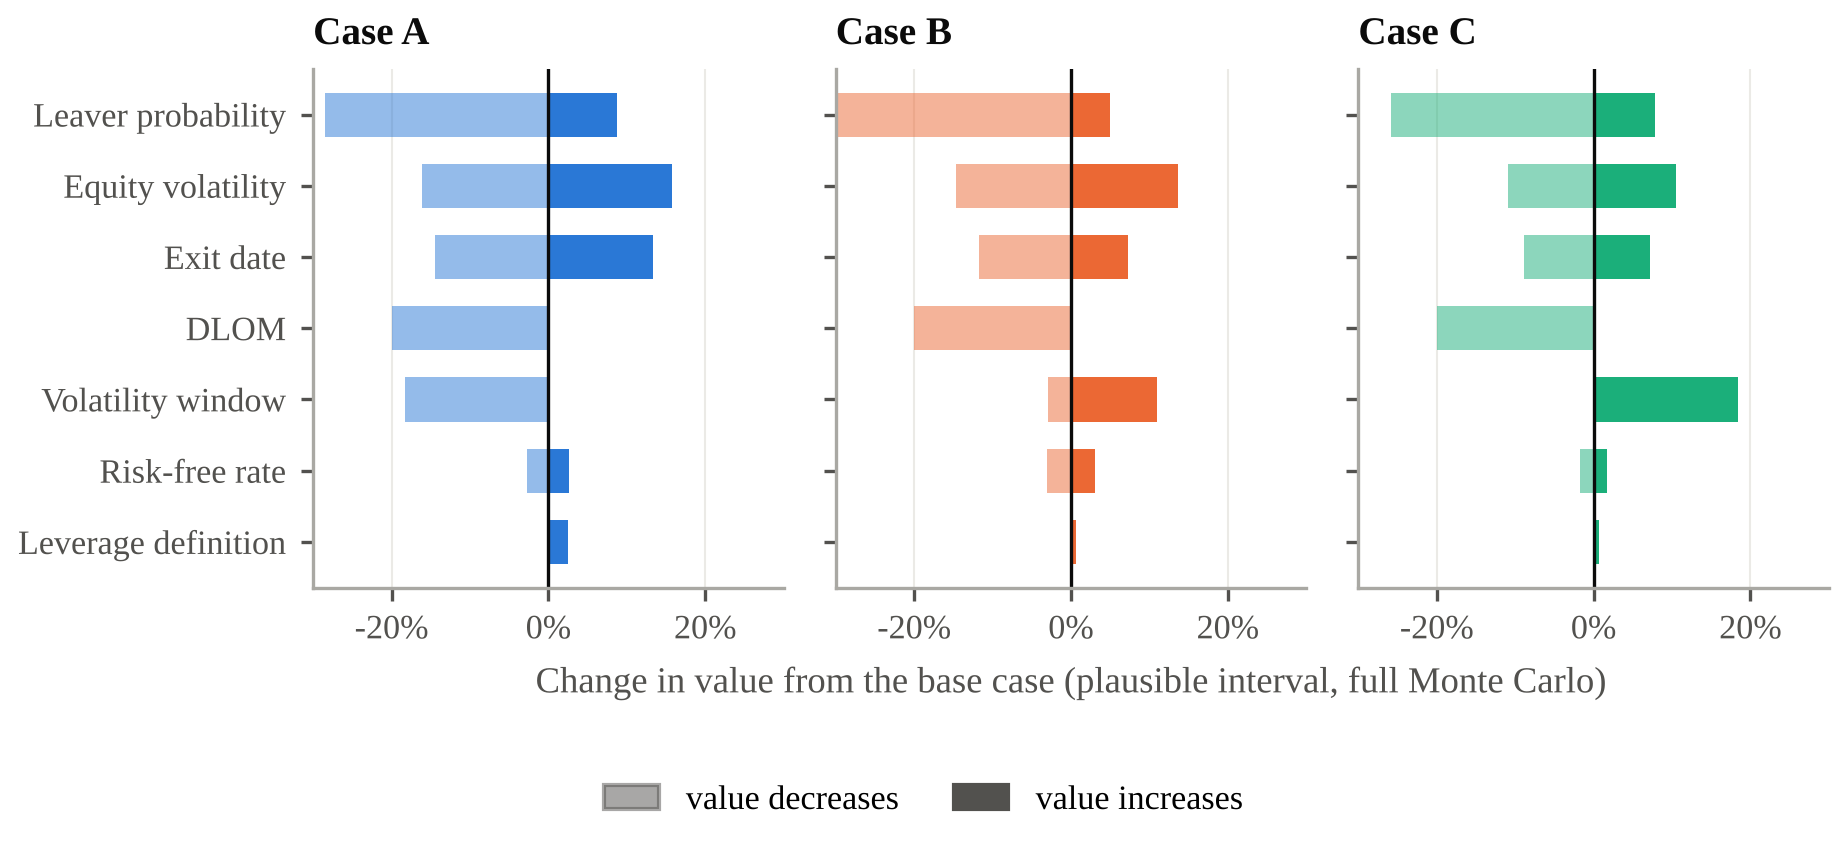 Case A
Case B
Case C
Leaver probability
Equity volatility
Exit date
DLOM
Volatility window
Risk-free rate
Leverage definition
-20% 0% 20%
-20% 0% 20%
-20% 0% 20%
Change in value from the base case (plausible interval, full Monte Carlo)
value decreases
value increases